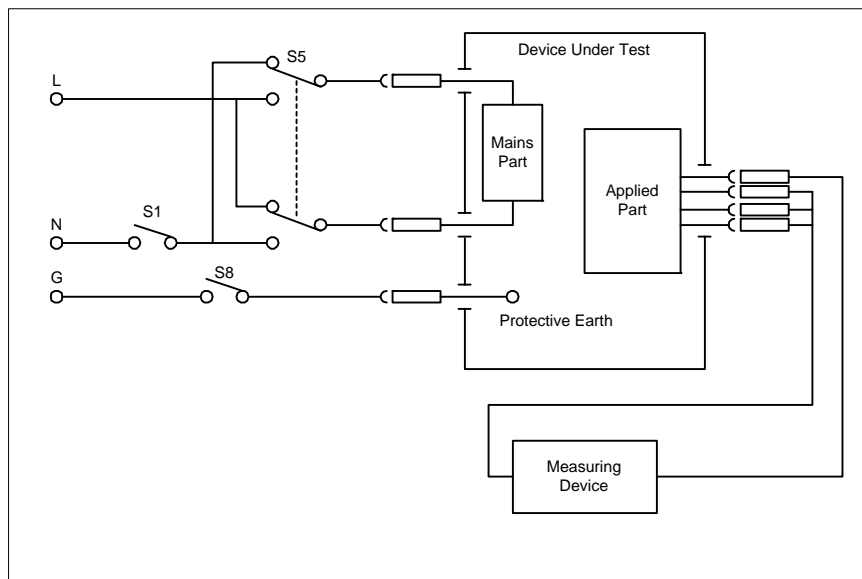 S5
Device Under Test
L
Mains
Part
Applied
Part
N
S1
G
S8
Protective Earth
Measuring
Device